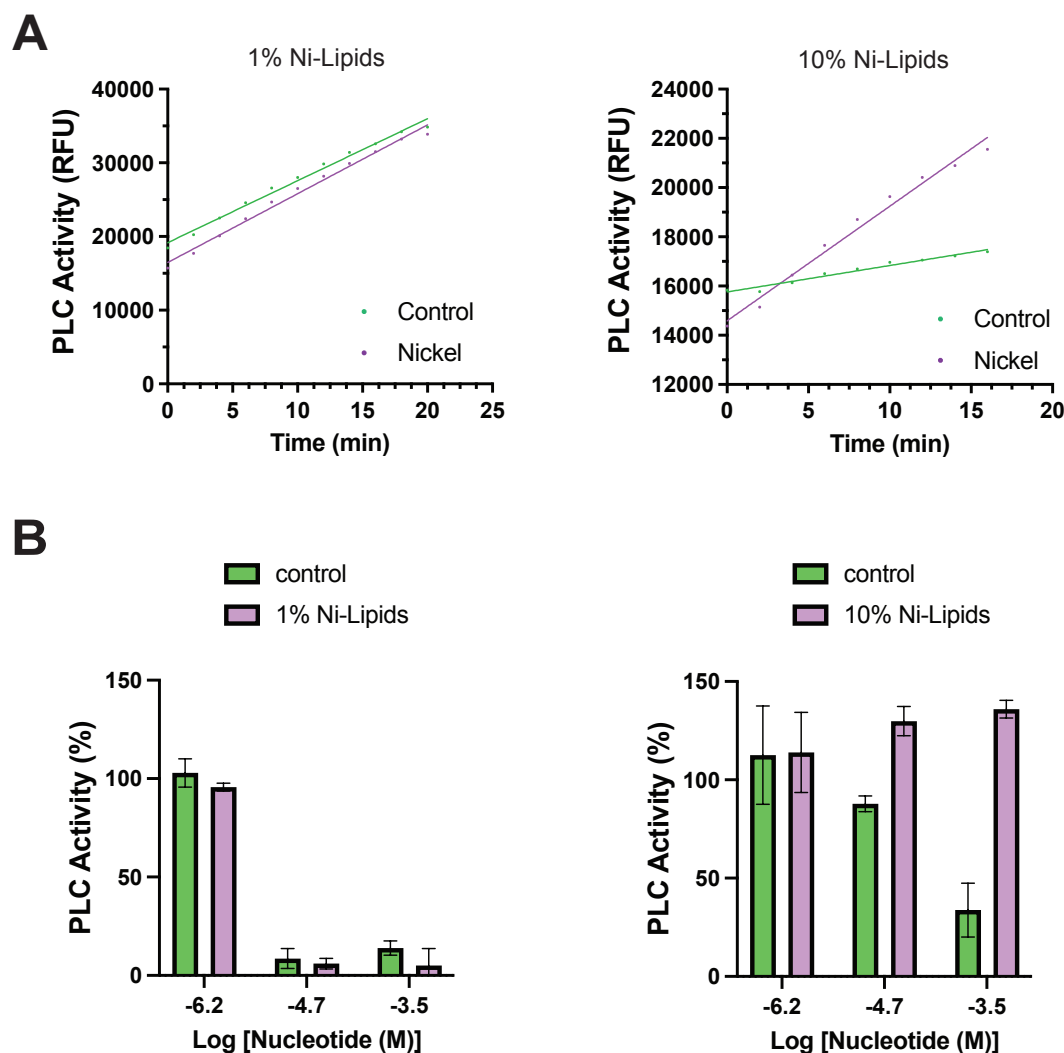 A
1% Ni-Lipids
PLC Activity (RFU)
40000
30000
20000
10000
0
0 5 10 15 20 25
Time (min)
Control
Nickel
10% Ni-Lipids
PLC Activity (RFU)
24000
22000
20000
18000
16000
14000
12000
0 5 10 15 20
Time (min)
Control
Nickel
B
control
1% Ni-Lipids
PLC Activity (%)
150
100
50
0
-6.2 -4.7 -3.5
Log [Nucleotide (M)]
control
10% Ni-Lipids
PLC Activity (%)
150
100
50
0
-6.2 -4.7 -3.5
Log [Nucleotide (M)]